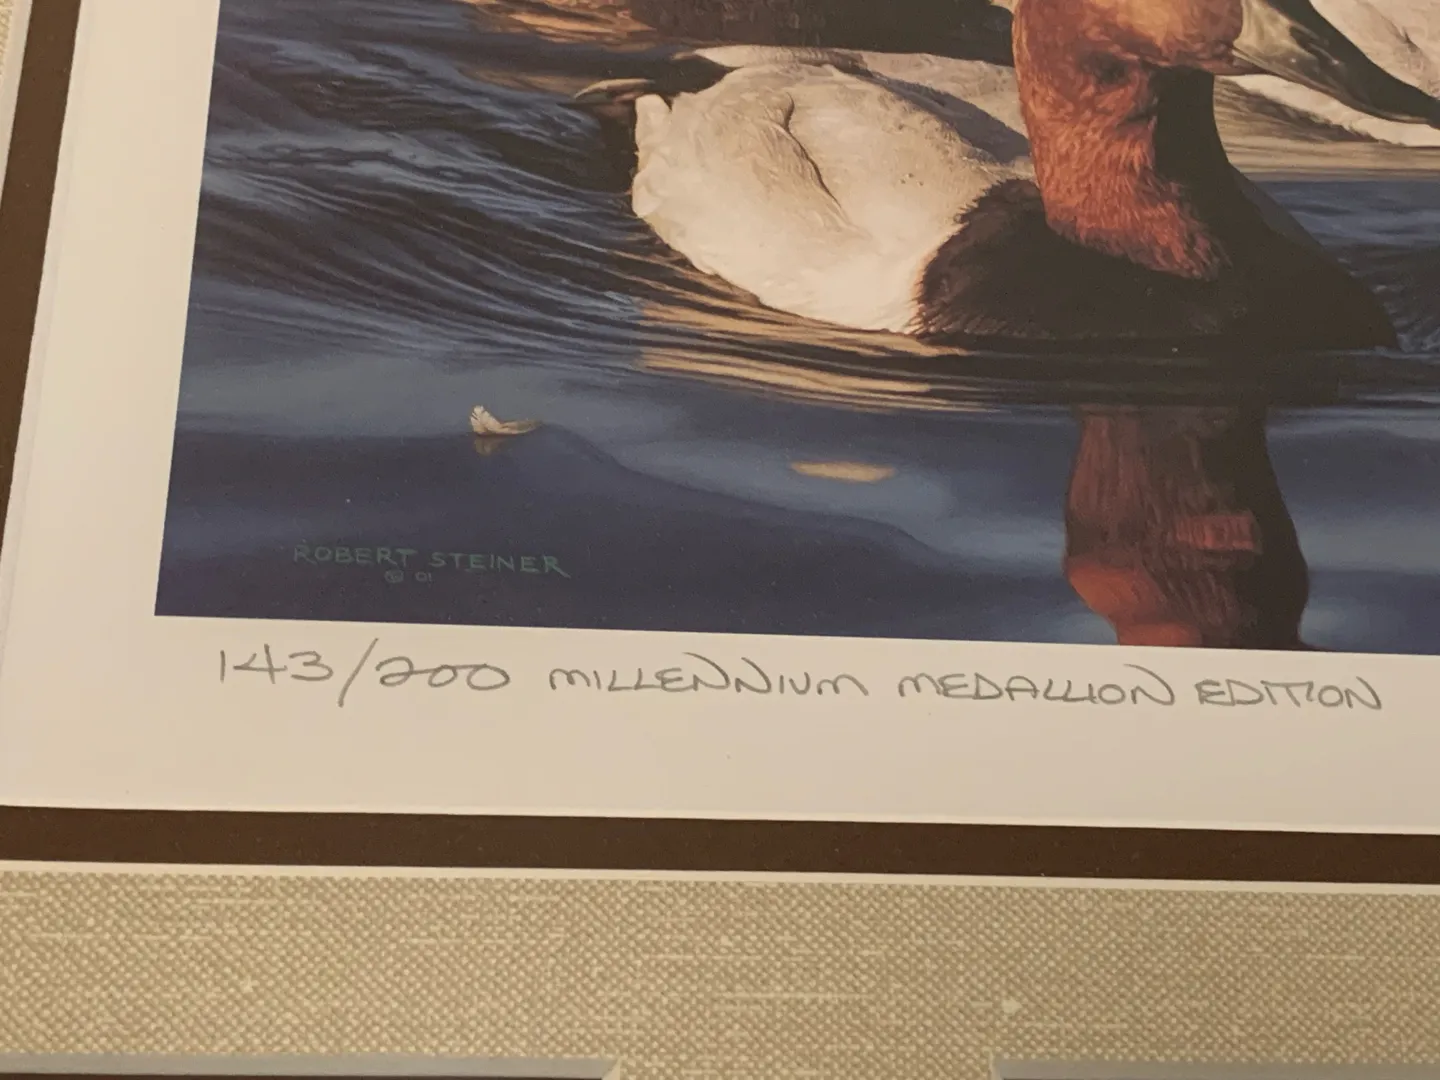 ROBERT STEINER
© 01
143/200 MILLENNIUM MEDALLION EDITION